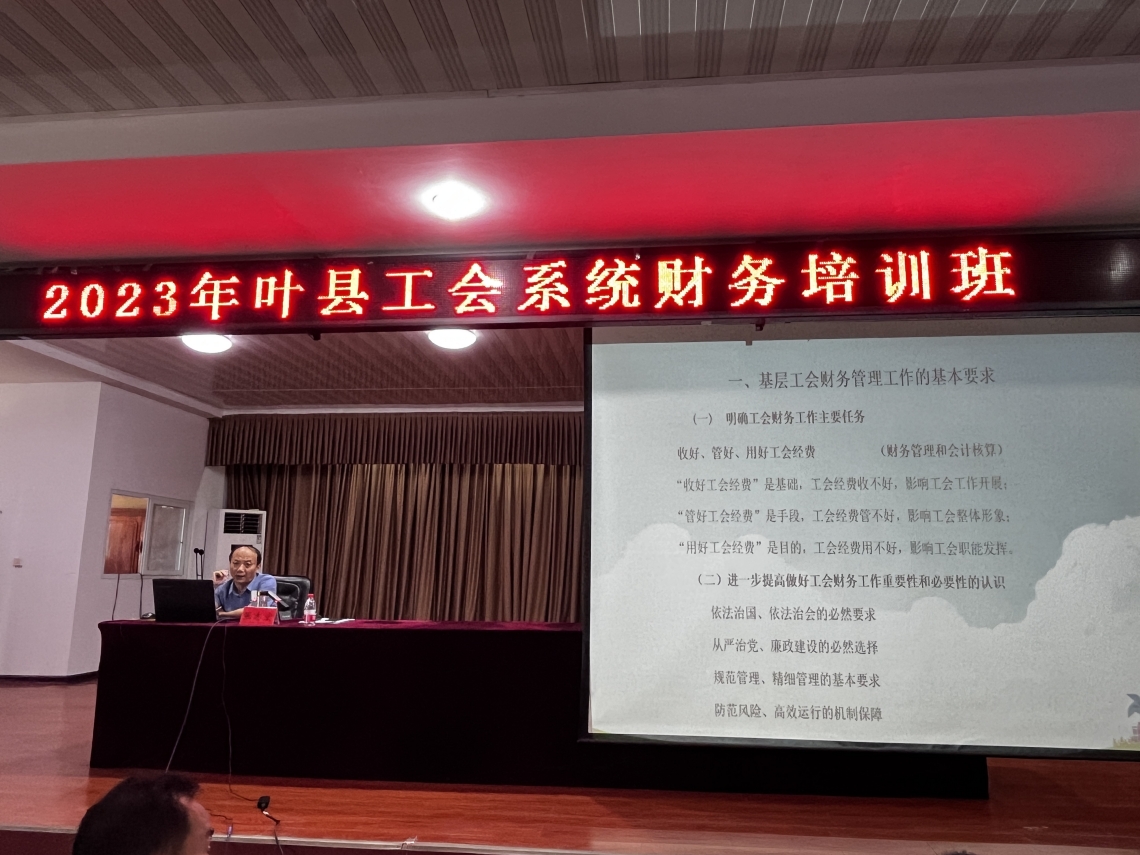 2023年叶县工会系统财务培训班
一、基层工会财务管理工作的基本要求
（一） 明确工会财务工作主要任务
收好、管好、用好工会经费 （财务管理和会计核算）
“收好工会经费”是基础，工会经费收不好，影响工会工作开展；
“管好工会经费”是手段，工会经费管不好，影响工会整体形象；
“用好工会经费”是目的，工会经费用不好，影响工会职能发挥。
（二）进一步提高做好工会财务工作重要性和必要性的认识
依法治国、依法治会的必然要求
从严治党、廉政建设的必然选择
规范管理、精细管理的基本要求
防范风险、高效运行的机制保障